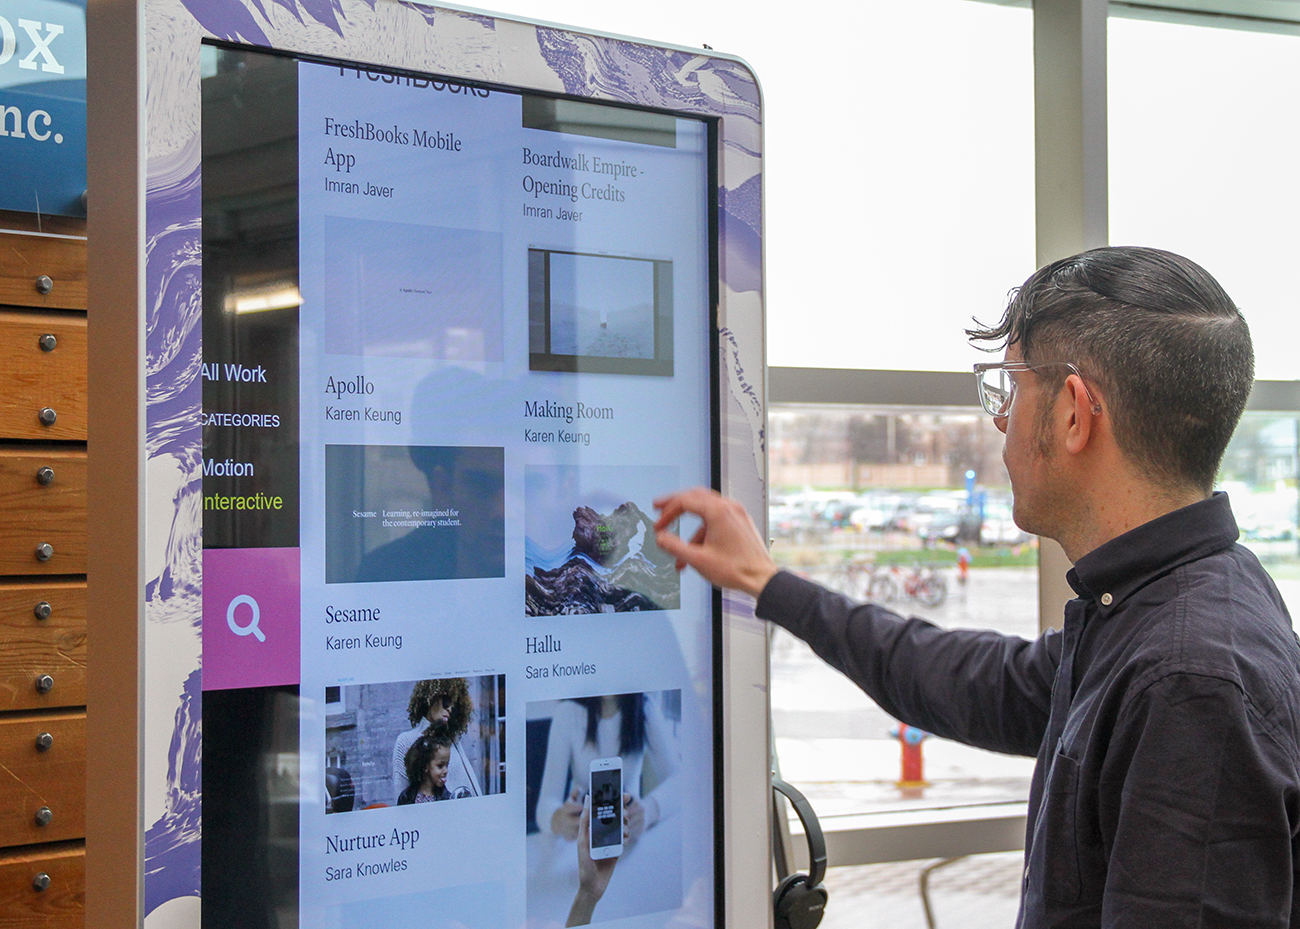 ox
nc.
FreshBooks
FreshBooks Mobile
App
Imran Javer
Boardwalk Empire -
Opening Credits
Imran Javer
Apollo
Karen Keung
Making Room
Karen Keung
All Work
CATEGORIES
Motion
Interactive
Sesame Learning, re-imagined for
the contemporary student.
Sesame
Karen Keung
Hallu
Sara Knowles
Nurture App
Sara Knowles
SONY